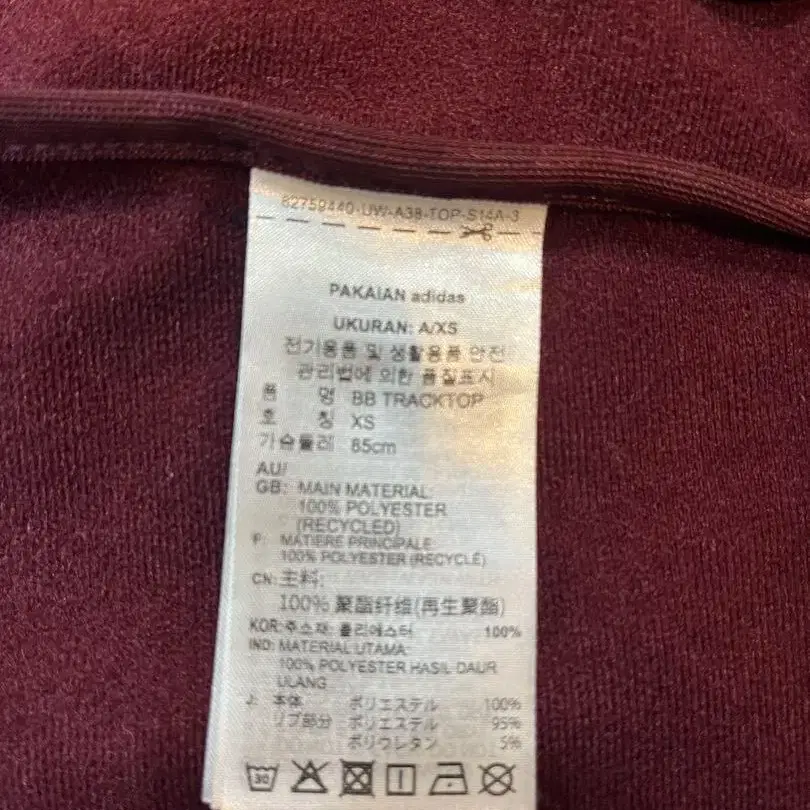 82759440-UW-A38-TOP-S14A-3
PAKAIAN adidas
UKURAN: A/XS
전기용품 및 생활용품 안전
관리법에 의한 품질표시
품 명 BB TRACKTOP
호 칭 XS
가슴둘레 85cm
AU/
GB: MAIN MATERIAL:
100% POLYESTER
(RECYCLED)
F: MATIERE PRINCIPALE:
100% POLYESTER (RECYCLÉ)
CN: 主料:
100% 聚酯纤维(再生聚酯)
KOR: 주소재: 폴리에스터 100%
IND: MATERIAL UTAMA:
100% POLYESTER HASIL DAUR
ULANG
J: 本体 ポリエステル 100%
リブ部分 ポリエステル 95%
ポリウレタン 5%
30